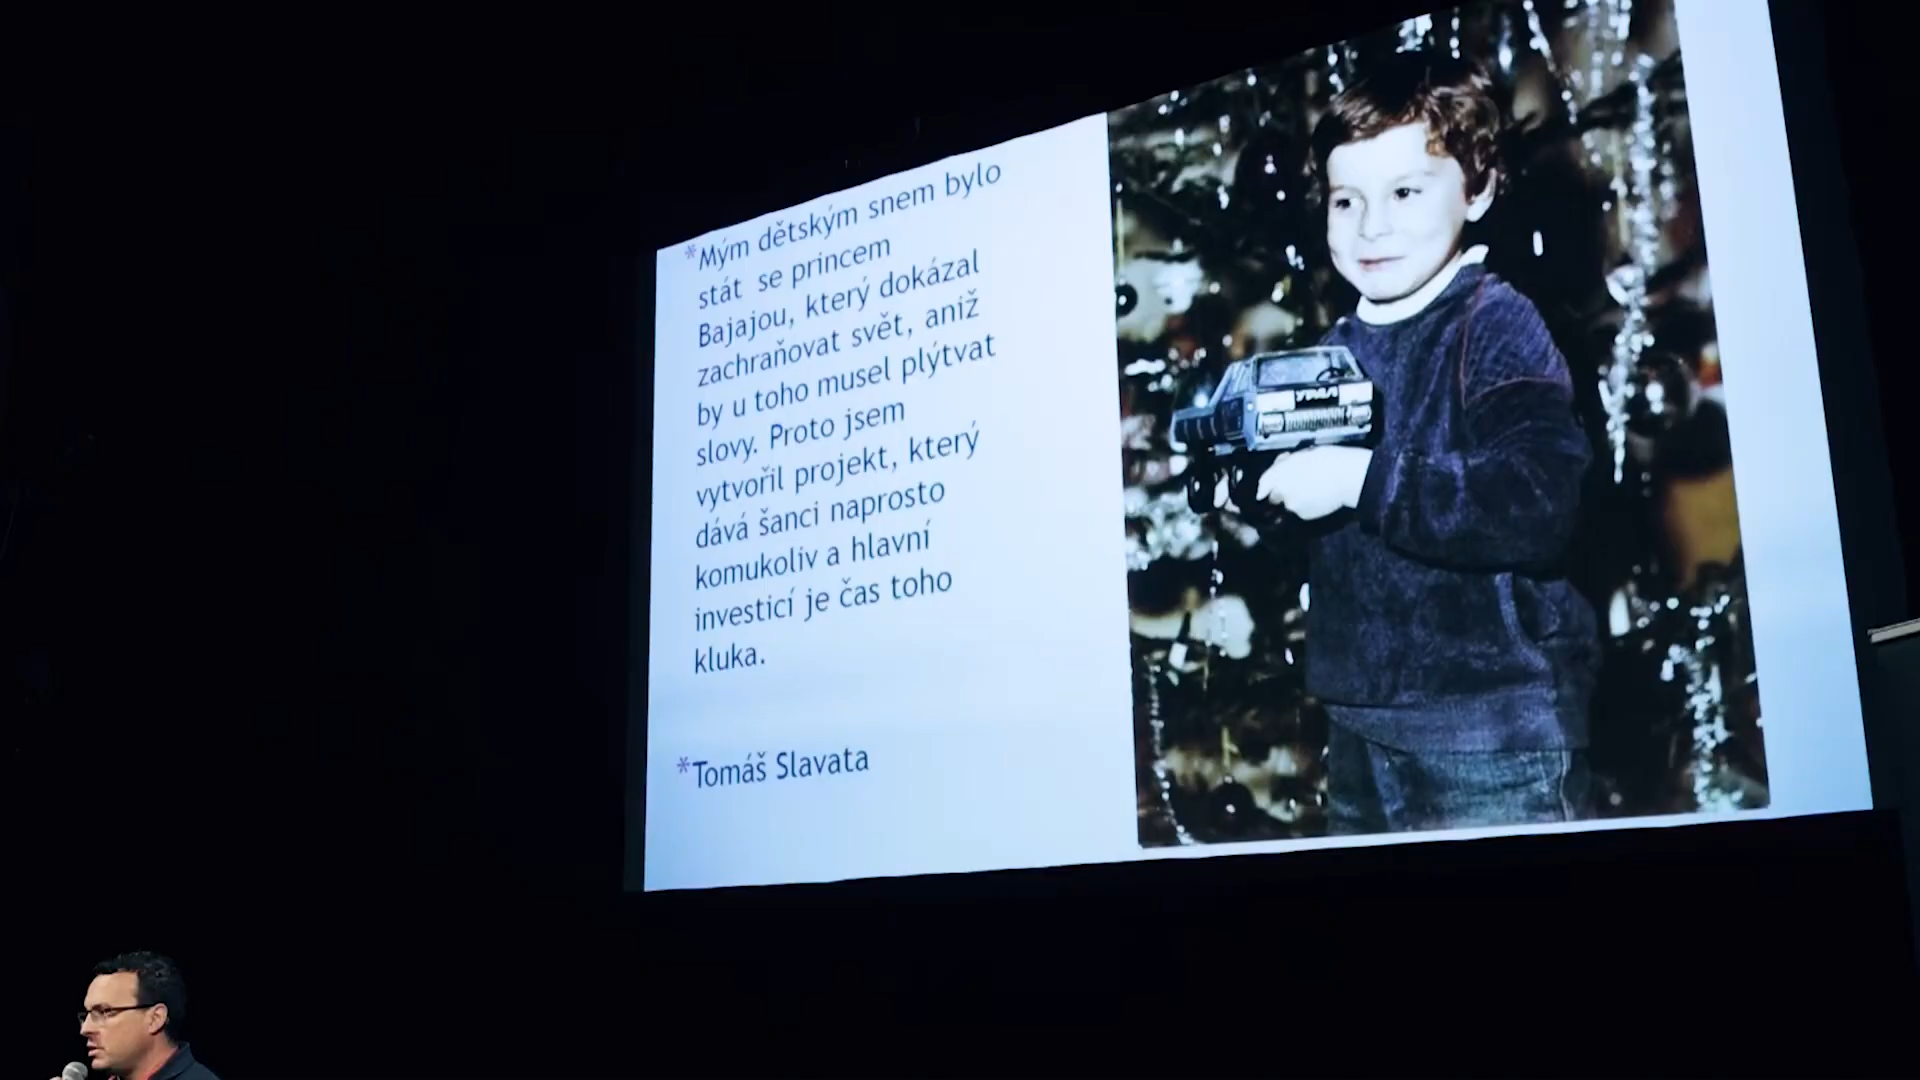 *Mým dětským snem bylo
stát se princem
Bajajou, který dokázal
zachraňovat svět, aniž
by u toho musel plýtvat
slovy. Proto jsem
vytvořil projekt, který
dává šanci naprosto
komukoliv a hlavní
investicí je čas toho
kluka.
*Tomáš Slavata
УРАЛ